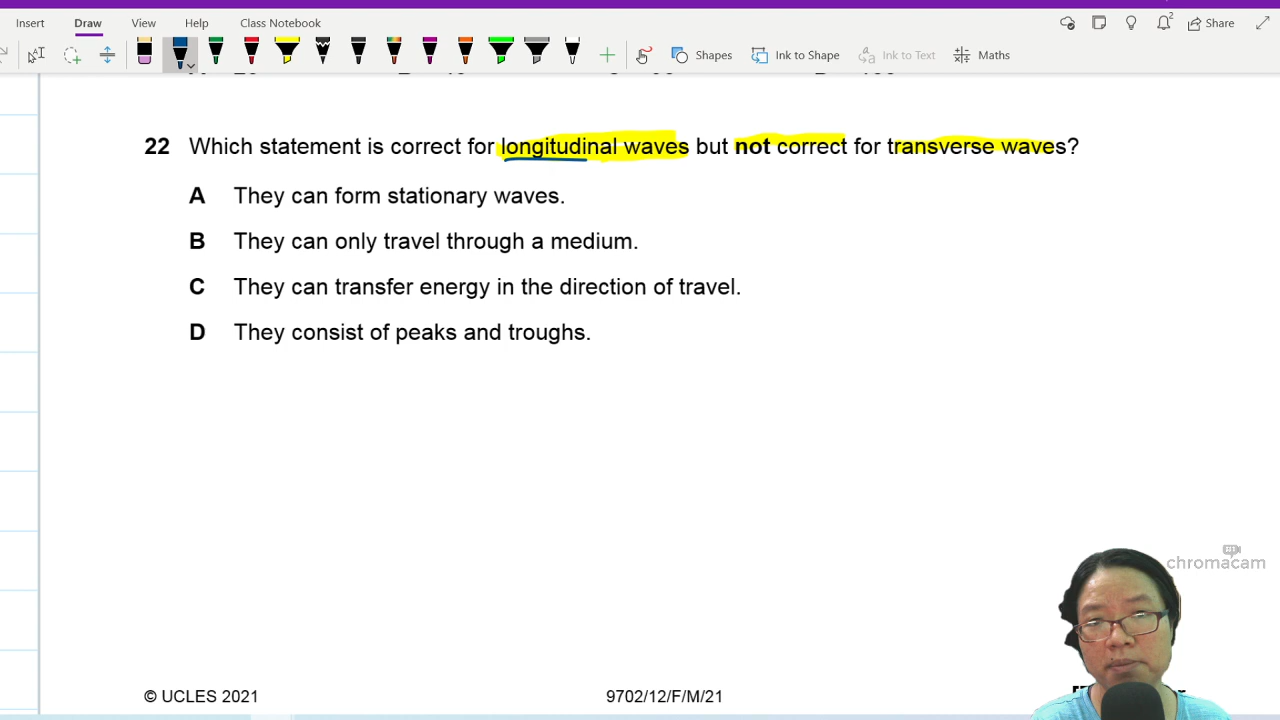 Insert Draw View Help Class Notebook
2 Share
Shapes Ink to Shape Ink to Text Maths
22 Which statement is correct for longitudinal waves but not correct for transverse waves?
A They can form stationary waves.
B They can only travel through a medium.
C They can transfer energy in the direction of travel.
D They consist of peaks and troughs.
chromacam
© UCLES 2021 9702/12/F/M/21